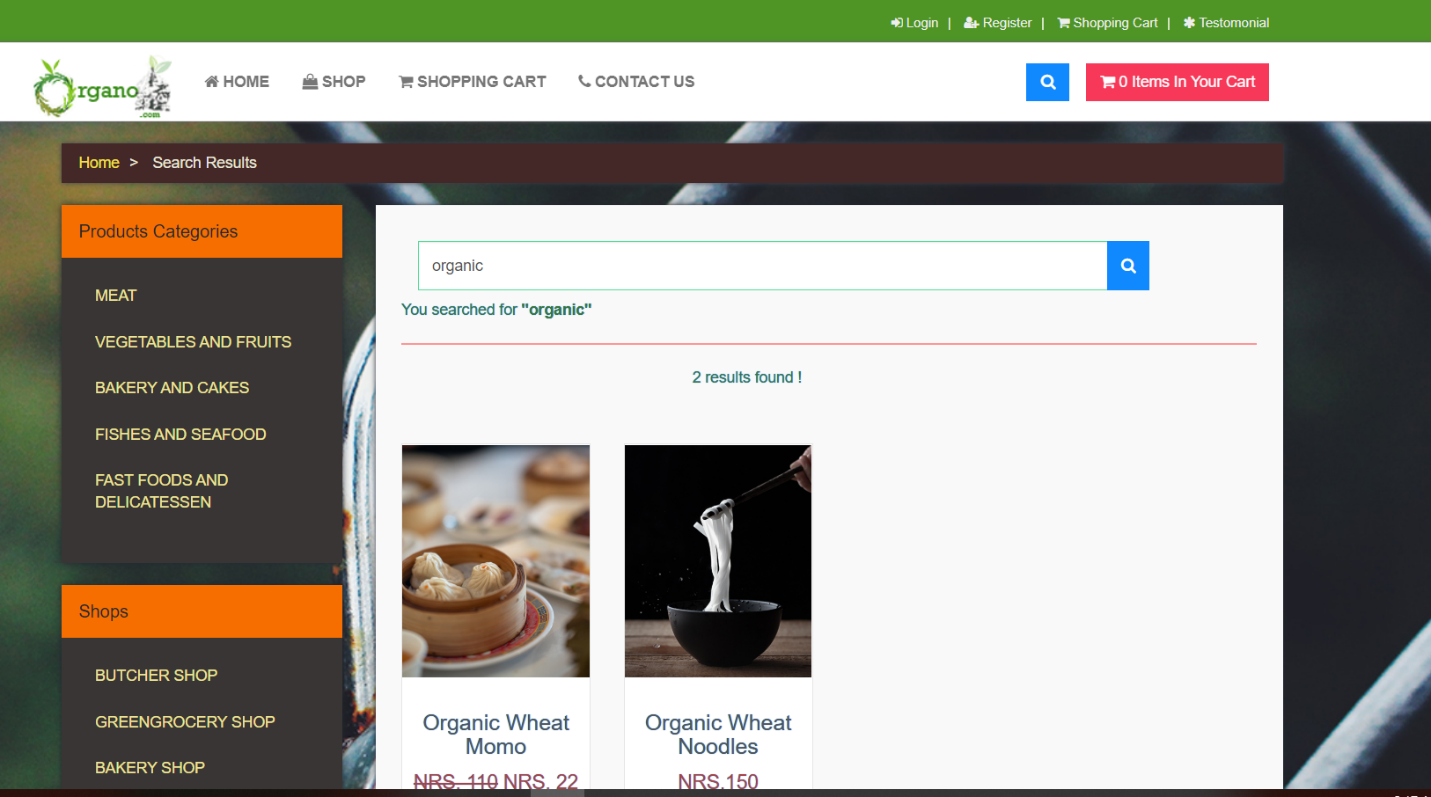 Login | Register | Shopping Cart | Testomonial
Organo
.com
HOME SHOP SHOPPING CART CONTACT US
0 Items In Your Cart
Home > Search Results
Products Categories
MEAT
VEGETABLES AND FRUITS
BAKERY AND CAKES
FISHES AND SEAFOOD
FAST FOODS AND
DELICATESSEN
Shops
BUTCHER SHOP
GREENGROCERY SHOP
BAKERY SHOP
organic
You searched for "organic"
2 results found !
Organic Wheat
Momo
NRS. 110 NRS. 22
Organic Wheat
Noodles
NRS.150